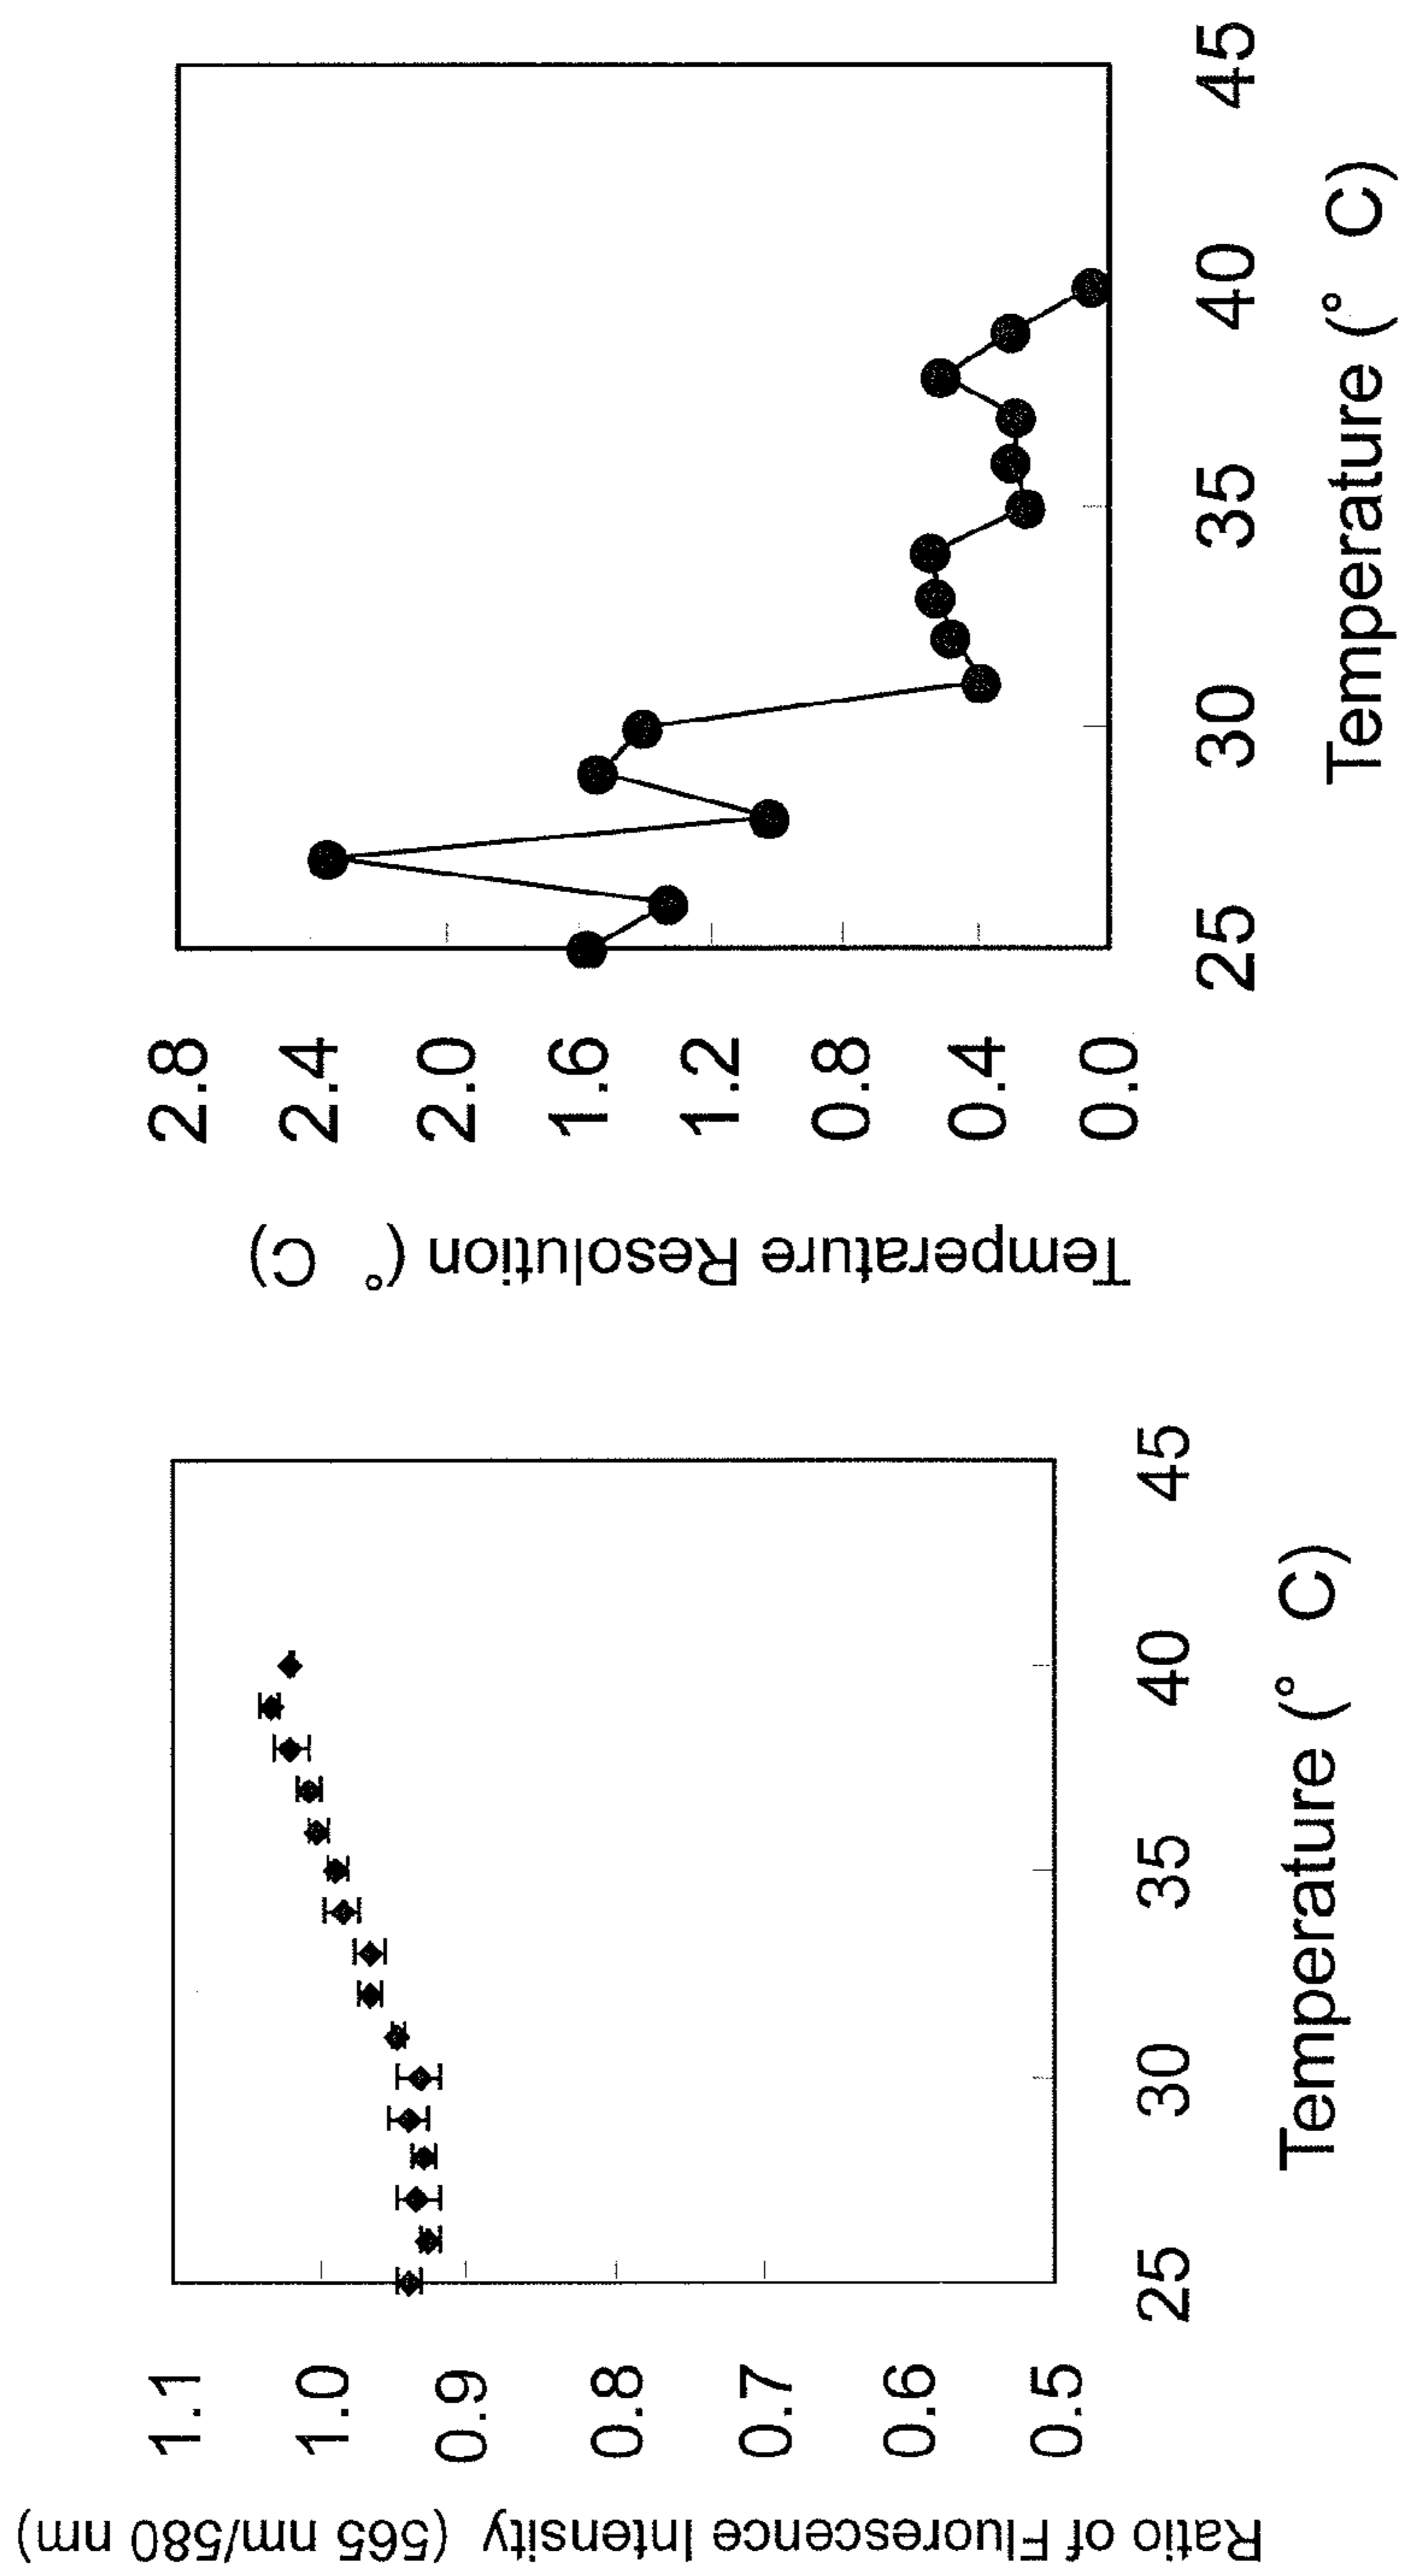 Ratio of Fluorescence Intensity (565 nm/580 nm)
1.1
1.0
0.9
0.8
0.7
0.6
0.5
25 30 35 40 45
Temperature (° C)
Temperature Resolution (° C)
2.8
2.4
2.0
1.6
1.2
0.8
0.4
0.0
25 30 35 40 45
Temperature (° C)